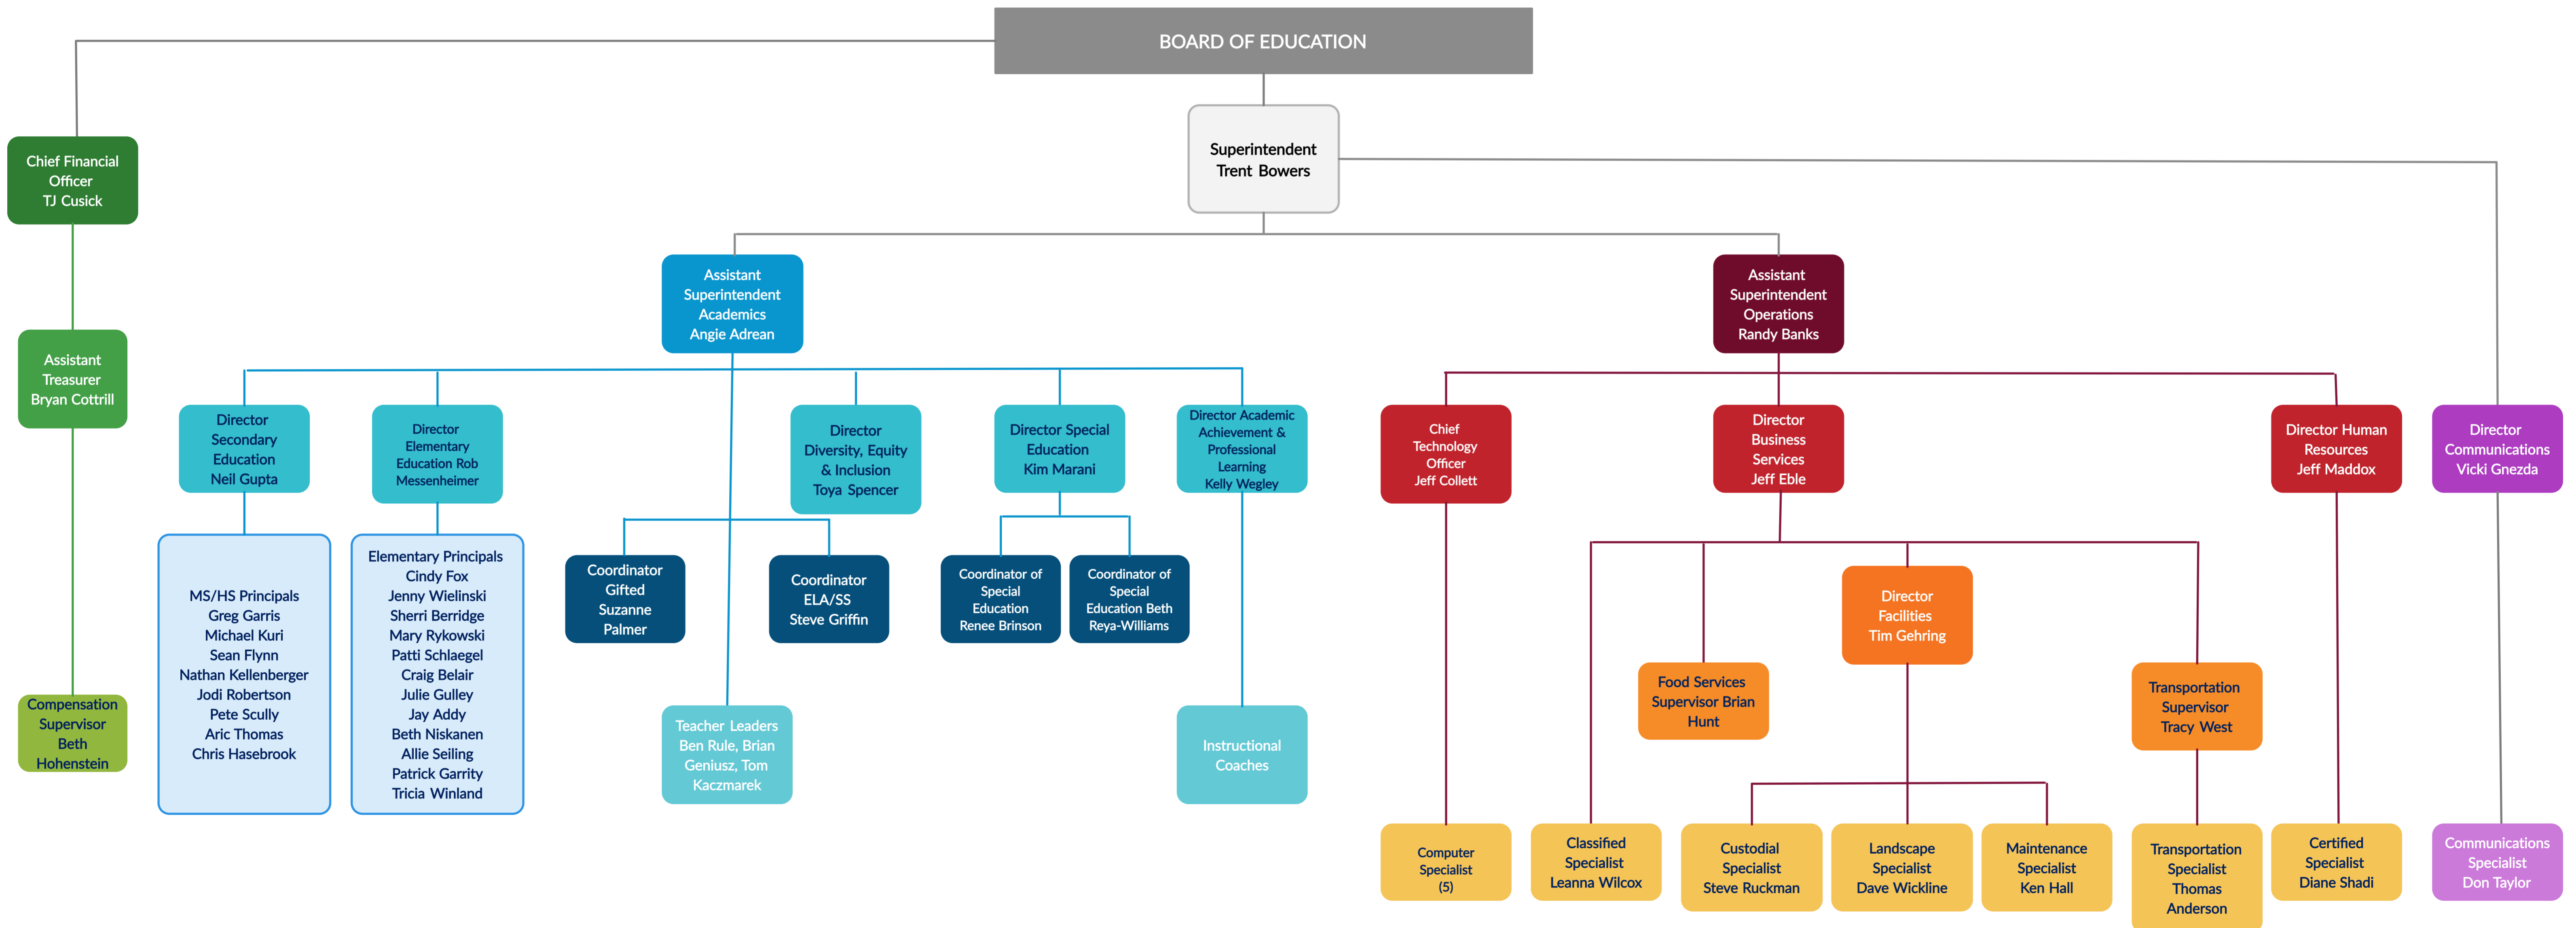 BOARD OF EDUCATION
Superintendent
Trent Bowers
Chief Financial
Officer
TJ Cusick
Assistant
Superintendent
Academics
Angie Adrean
Assistant
Superintendent
Operations
Randy Banks
Assistant
Treasurer
Bryan Cottrill
Director
Secondary
Education
Neil Gupta
Director
Elementary
Education Rob
Messenheimer
Director
Diversity, Equity
& Inclusion
Toya Spencer
Director Special
Education
Kim Marani
Director Academic
Achievement &
Professional
Learning
Kelly Wegley
Chief
Technology
Officer
Jeff Collett
Director
Business
Services
Jeff Eble
Director Human
Resources
Jeff Maddox
Director
Communications
Vicki Gnezda
MS/HS Principals
Greg Garris
Michael Kuri
Sean Flynn
Nathan Kellenberger
Jodi Robertson
Pete Scully
Aric Thomas
Chris Hasebrook
Elementary Principals
Cindy Fox
Jenny Wielinski
Sherri Berridge
Mary Rykowski
Patti Schlaegel
Craig Belair
Julie Gulley
Jay Addy
Beth Niskanen
Allie Seiling
Patrick Garrity
Tricia Winland
Coordinator
Gifted
Suzanne
Palmer
Coordinator
ELA/SS
Steve Griffin
Coordinator of
Special
Education
Renee Brinson
Coordinator of
Special
Education Beth
Reya-Williams
Director
Facilities
Tim Gehring
Food Services
Supervisor Brian
Hunt
Transportation
Supervisor
Tracy West
Compensation
Supervisor
Beth
Hohenstein
Teacher Leaders
Ben Rule, Brian
Geniusz, Tom
Kaczmarek
Instructional
Coaches
Computer
Specialist
(5)
Classified
Specialist
Leanna Wilcox
Custodial
Specialist
Steve Ruckman
Landscape
Specialist
Dave Wickline
Maintenance
Specialist
Ken Hall
Transportation
Specialist
Thomas
Anderson
Certified
Specialist
Diane Shadi
Communications
Specialist
Don Taylor